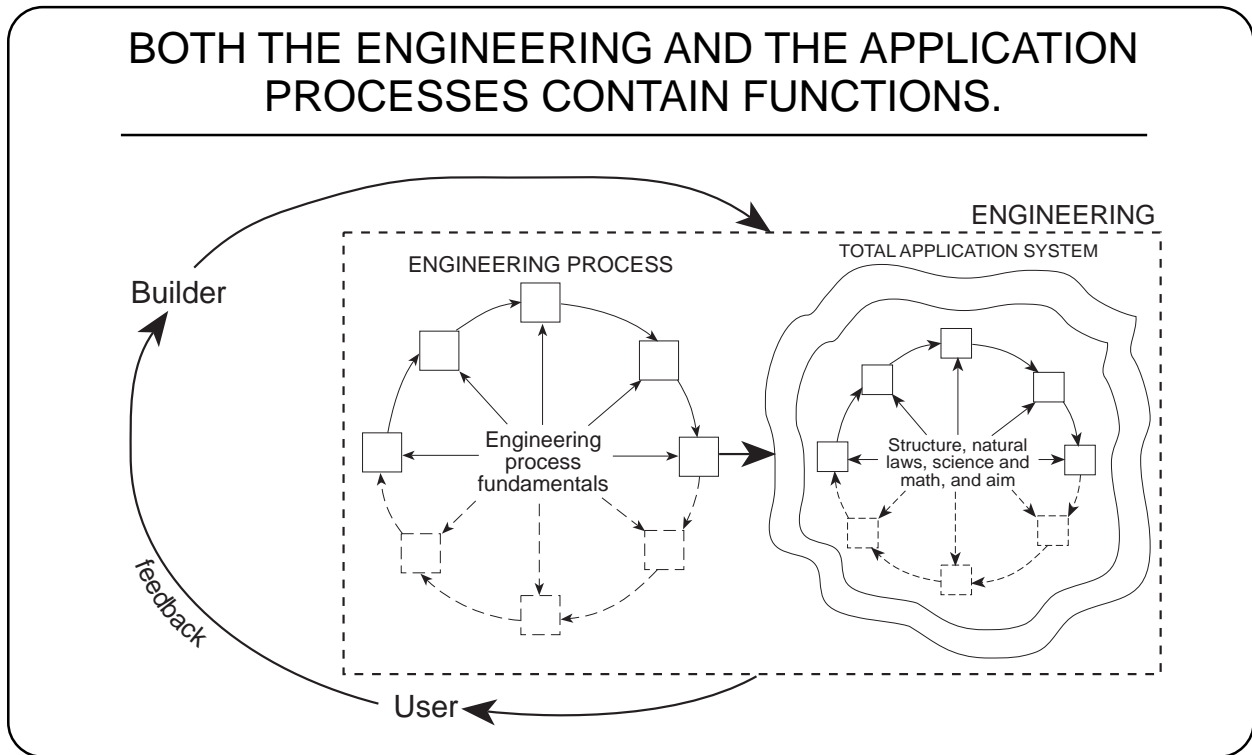 BOTH THE ENGINEERING AND THE APPLICATION
PROCESSES CONTAIN FUNCTIONS.
ENGINEERING
TOTAL APPLICATION SYSTEM
ENGINEERING PROCESS
Builder
Engineering
process
fundamentals
Structure, natural
laws, science and
math, and aim
feedback
User